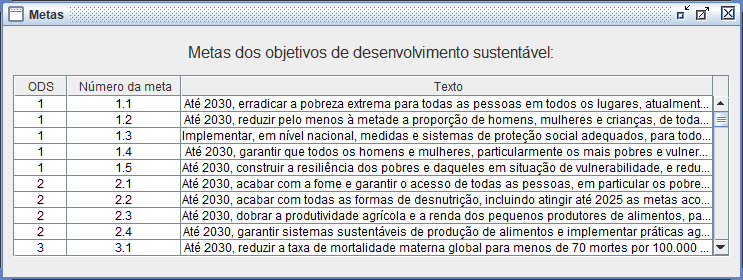 Metas
Metas dos objetivos de desenvolvimento sustentável:
ODS Número da meta Texto
1 1.1 Até 2030, erradicar a pobreza extrema para todas as pessoas em todos os lugares, atualment...
1 1.2 Até 2030, reduzir pelo menos à metade a proporção de homens, mulheres e crianças, de toda...
1 1.3 Implementar, em nível nacional, medidas e sistemas de proteção social adequados, para todo...
1 1.4 Até 2030, garantir que todos os homens e mulheres, particularmente os mais pobres e vulner...
1 1.5 Até 2030, construir a resiliência dos pobres e daqueles em situação de vulnerabilidade, e redu...
2 2.1 Até 2030, acabar com a fome e garantir o acesso de todas as pessoas, em particular os pobre...
2 2.2 Até 2030, acabar com todas as formas de desnutrição, incluindo atingir até 2025 as metas aco...
2 2.3 Até 2030, dobrar a produtividade agrícola e a renda dos pequenos produtores de alimentos, pa...
2 2.4 Até 2030, garantir sistemas sustentáveis de produção de alimentos e implementar práticas ag...
3 3.1 Até 2030, reduzir a taxa de mortalidade materna global para menos de 70 mortes por 100.000 ...